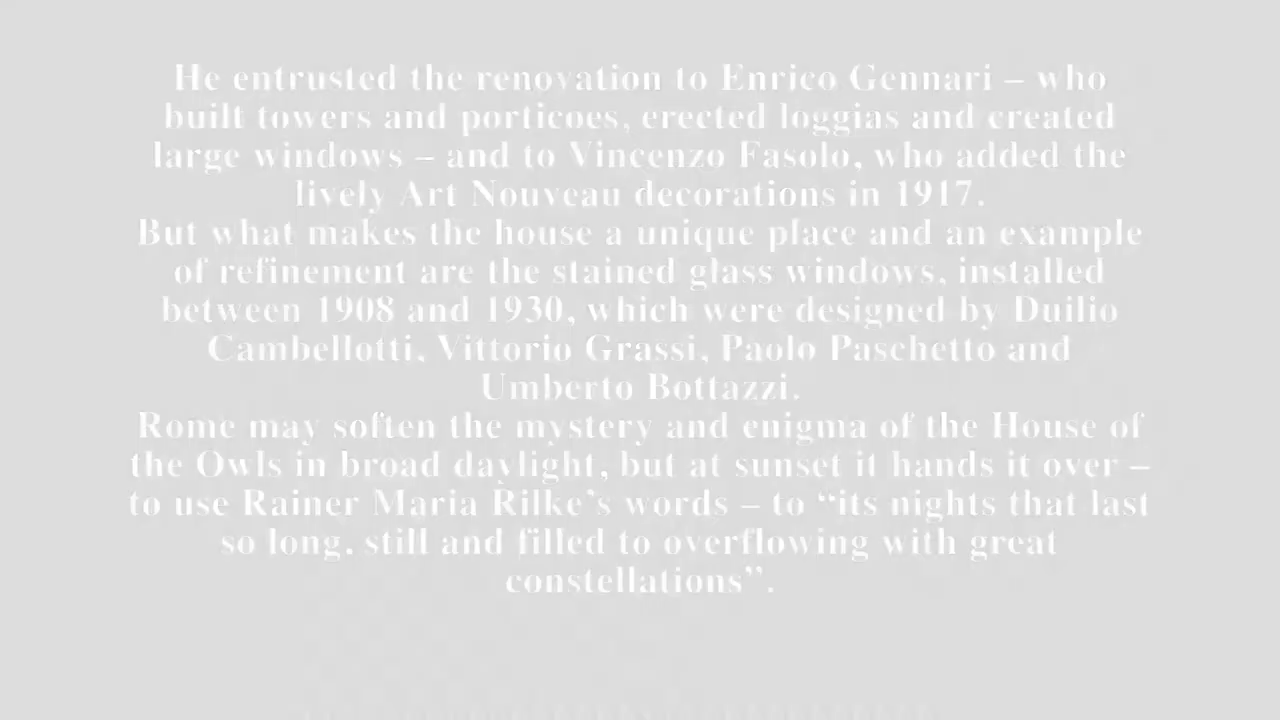 He entrusted the renovation to Enrico Gennari – who
built towers and porticoes, erected loggias and created
large windows – and to Vincenzo Fasolo, who added the
lively Art Nouveau decorations in 1917.
But what makes the house a unique place and an example
of refinement are the stained glass windows, installed
between 1908 and 1930, which were designed by Duilio
Cambellotti, Vittorio Grassi, Paolo Paschetto and
Umberto Bottazzi.
Rome may soften the mystery and enigma of the House of
the Owls in broad daylight, but at sunset it hands it over –
to use Rainer Maria Rilke’s words – to “its nights that last
so long, still and filled to overflowing with great
constellations”.